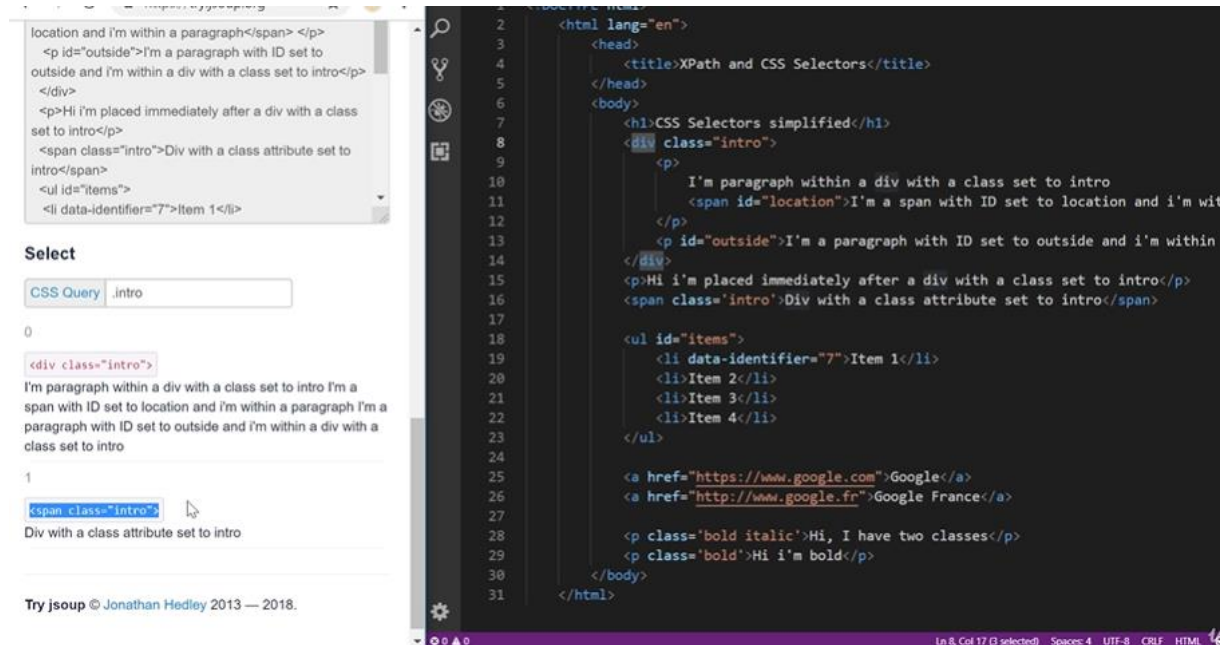 location and i'm within a paragraph</span> </p>
<p id="outside">I'm a paragraph with ID set to
outside and i'm within a div with a class set to intro</p>
</div>
<p>Hi i'm placed immediately after a div with a class
set to intro</p>
<span class="intro">Div with a class attribute set to
intro</span>
<ul id="items">
<li data-identifier="7">Item 1</li>
Select
CSS Query .intro
0
<div class="intro">
I'm paragraph within a div with a class set to intro I'm a
span with ID set to location and i'm within a paragraph I'm a
paragraph with ID set to outside and i'm within a div with a
class set to intro
1
<span class="intro">
Div with a class attribute set to intro
Try jsoup © Jonathan Hedley 2013 — 2018.
2 <html lang="en">
3 <head>
4 <title>XPath and CSS Selectors</title>
5 </head>
6 <body>
7 <h1>CSS Selectors simplified</h1>
8 <div class="intro">
9 <p>
10 I'm paragraph within a div with a class set to intro
11 <span id="location">I'm a span with ID set to location and i'm wit
12 </p>
13 <p id="outside">I'm a paragraph with ID set to outside and i'm within
14 </div>
15 <p>Hi i'm placed immediately after a div with a class set to intro</p>
16 <span class='intro'>Div with a class attribute set to intro</span>
17
18 <ul id="items">
19 <li data-identifier="7">Item 1</li>
20 <li>Item 2</li>
21 <li>Item 3</li>
22 <li>Item 4</li>
23 </ul>
24
25 <a href="https://www.google.com">Google</a>
26 <a href="http://www.google.fr">Google France</a>
27
28 <p class='bold italic'>Hi, I have two classes</p>
29 <p class='bold'>Hi i'm bold</p>
30 </body>
31 </html>
0 0 Ln 8, Col 17 (3 selected) Spaces: 4 UTF-8 CRLF HTML